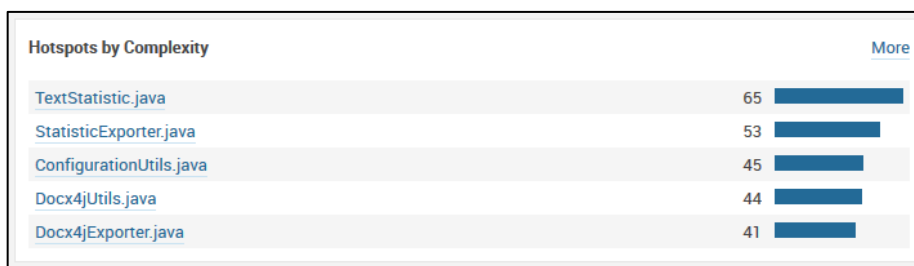 Hotspots by Complexity More
TextStatistic.java 65
StatisticExporter.java 53
ConfigurationUtils.java 45
Docx4jUtils.java 44
Docx4jExporter.java 41